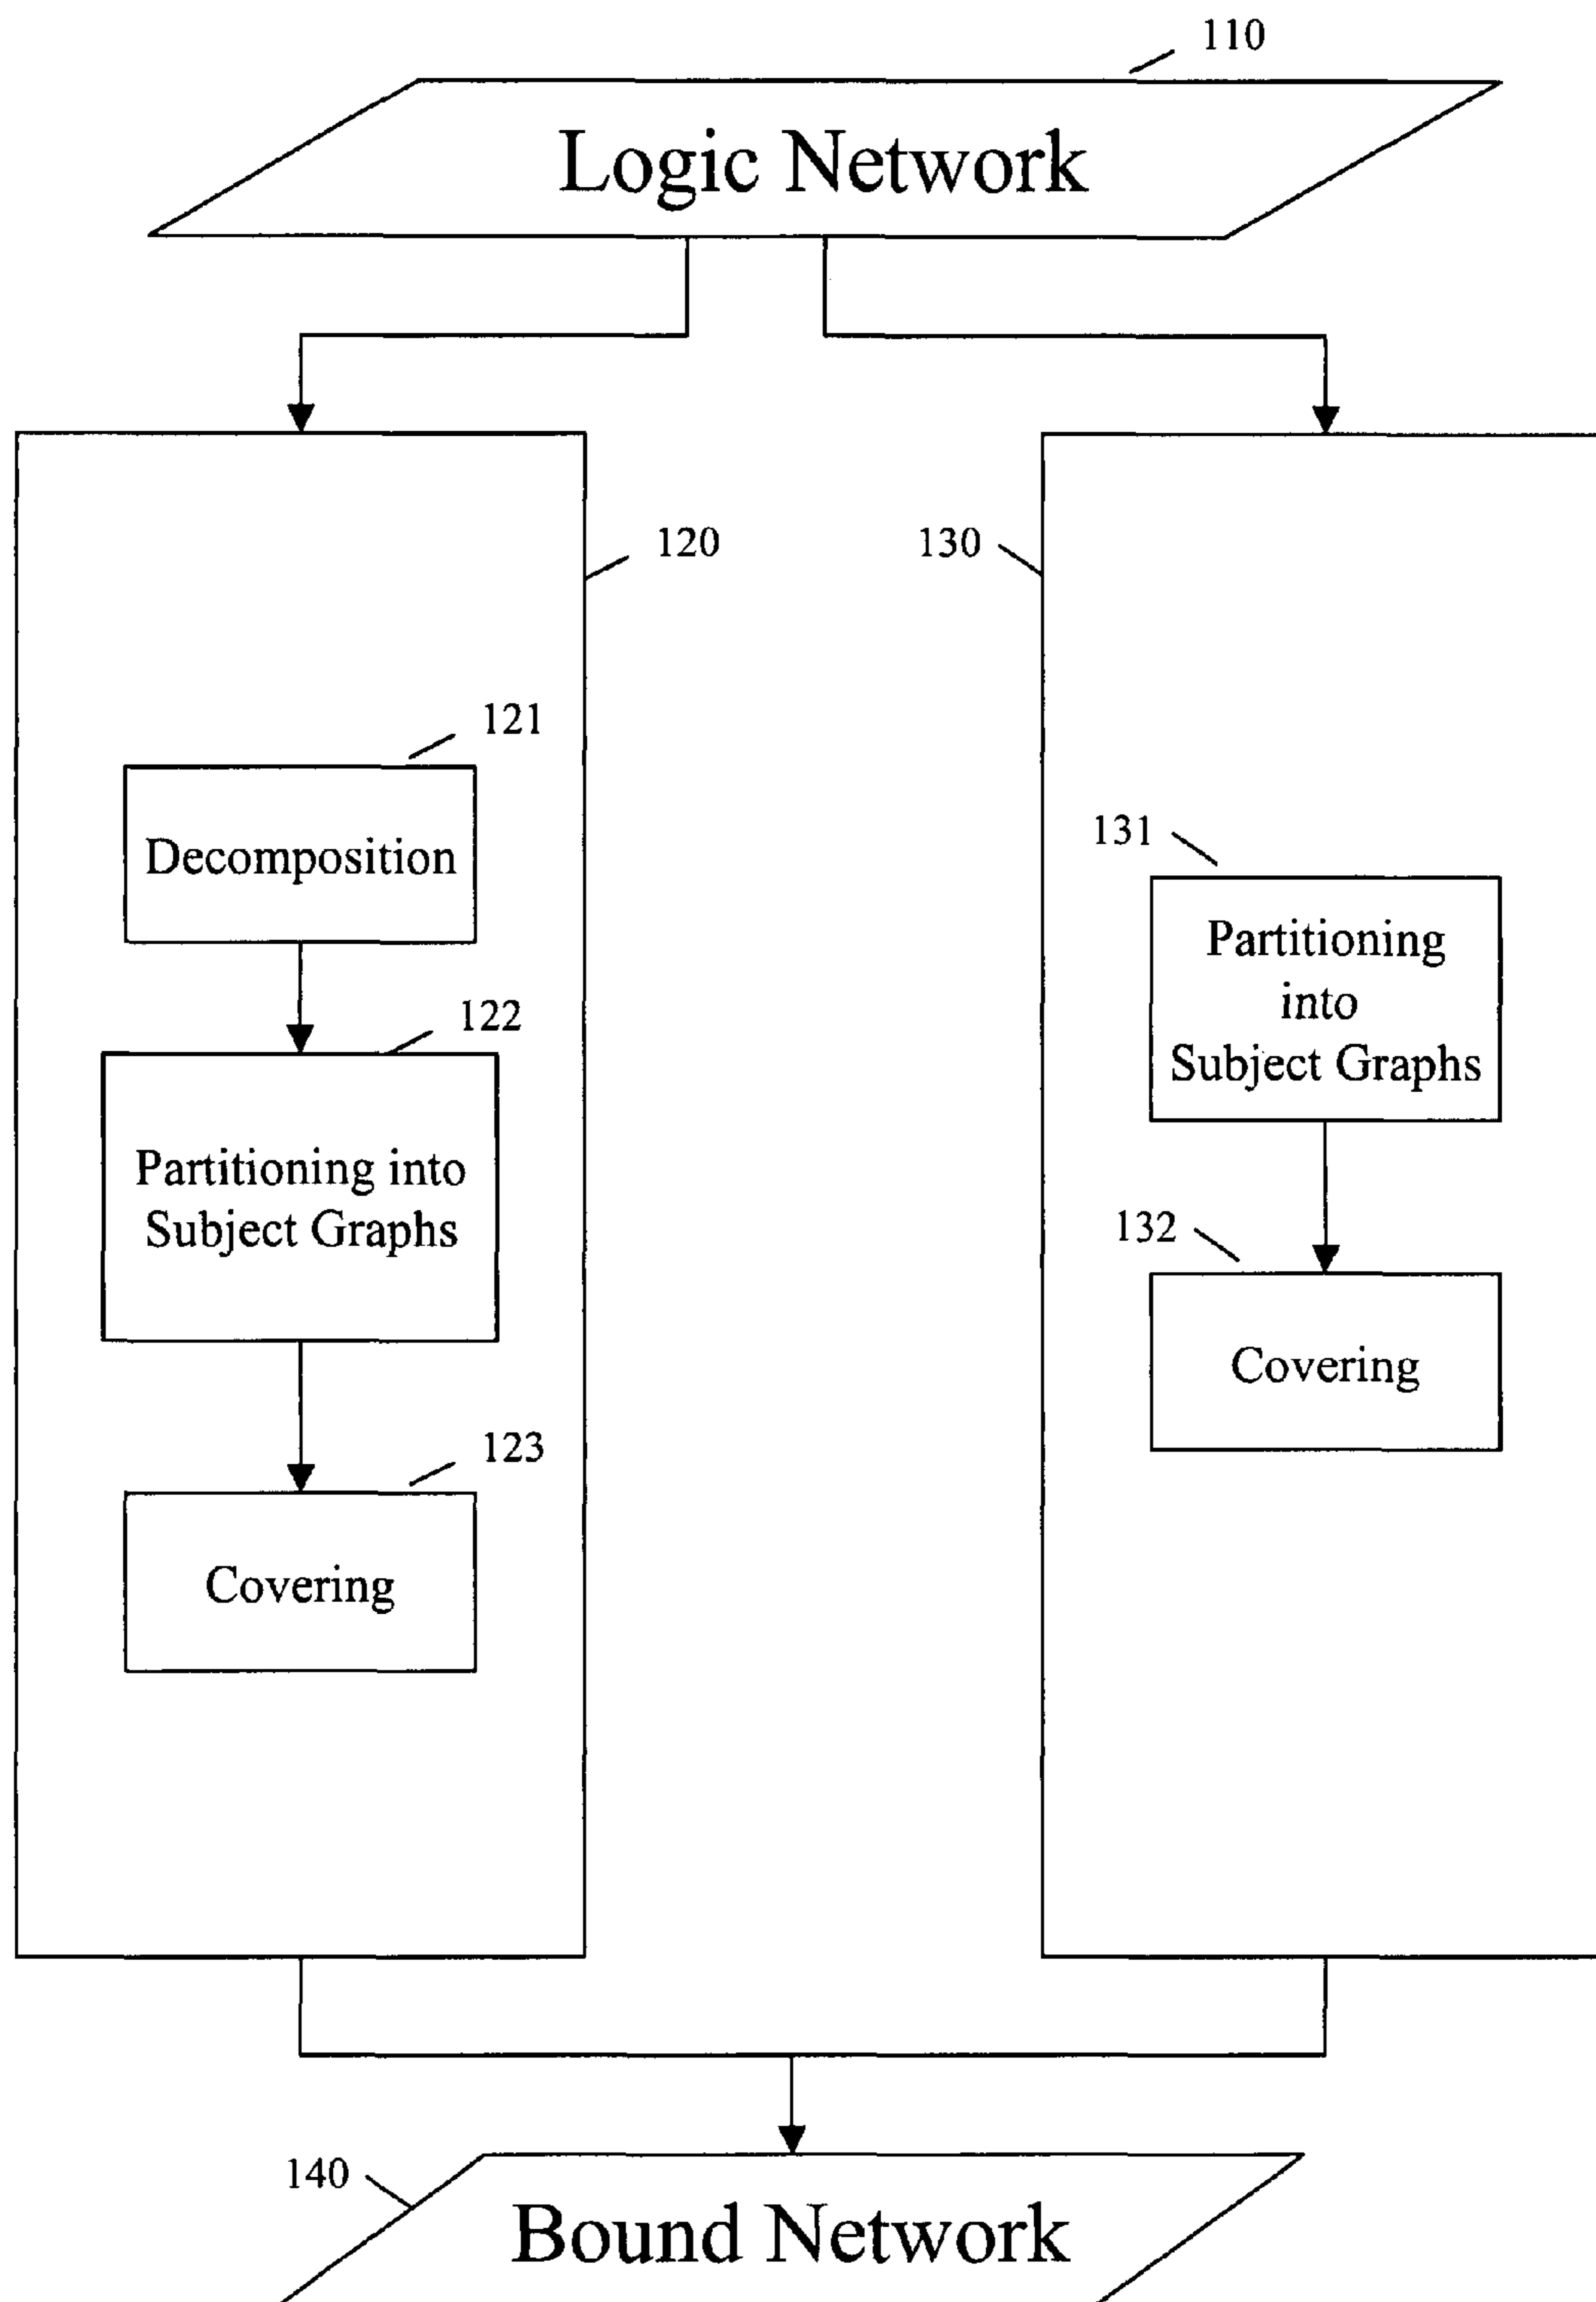 110
Logic Network
120
130
121
Decomposition
131
Partitioning
into
Subject Graphs
122
Partitioning into
Subject Graphs
132
Covering
123
Covering
140
Bound Network